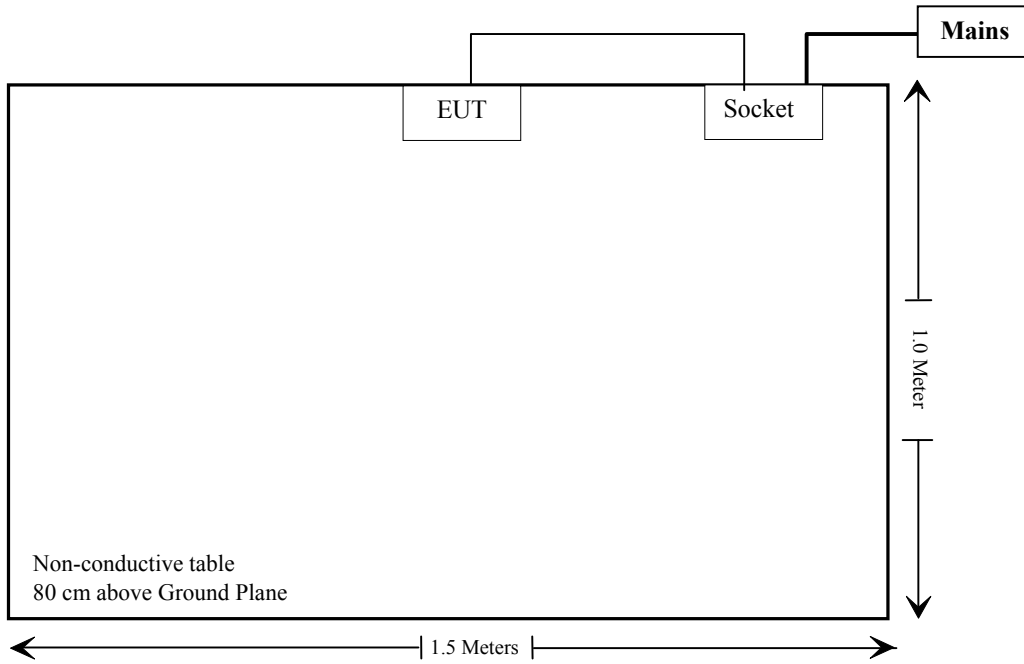 Mains
EUT
Socket
1.0 Meter
Non-conductive table
80 cm above Ground Plane
1.5 Meters